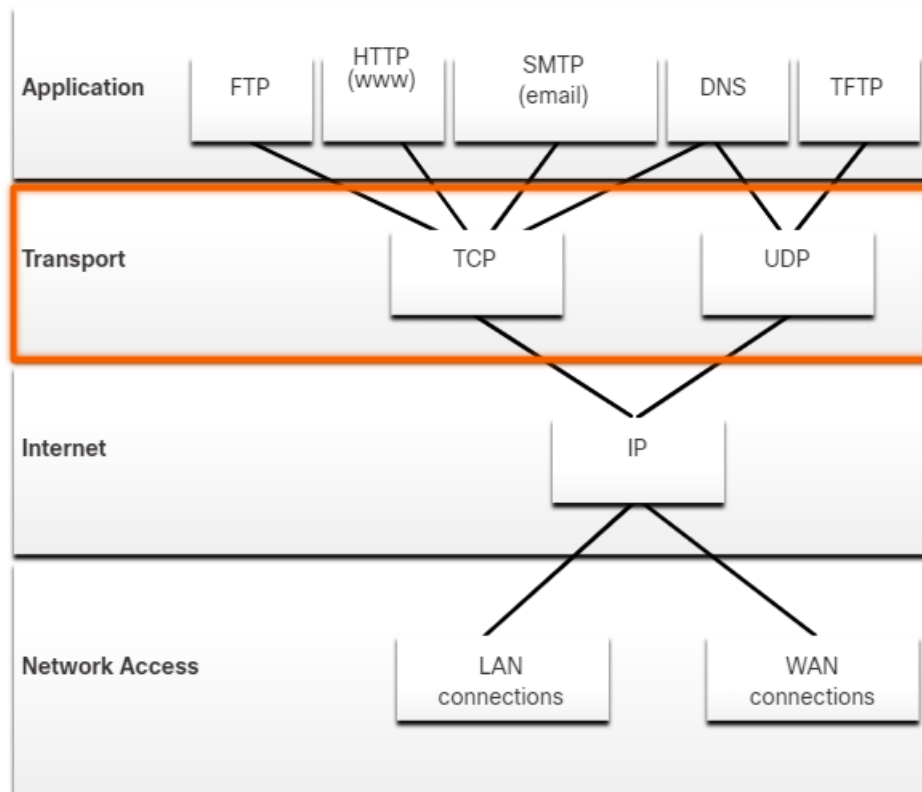 Application
FTP
HTTP
(www)
SMTP
(email)
DNS
TFTP
Transport
TCP
UDP
Internet
IP
Network Access
LAN
connections
WAN
connections